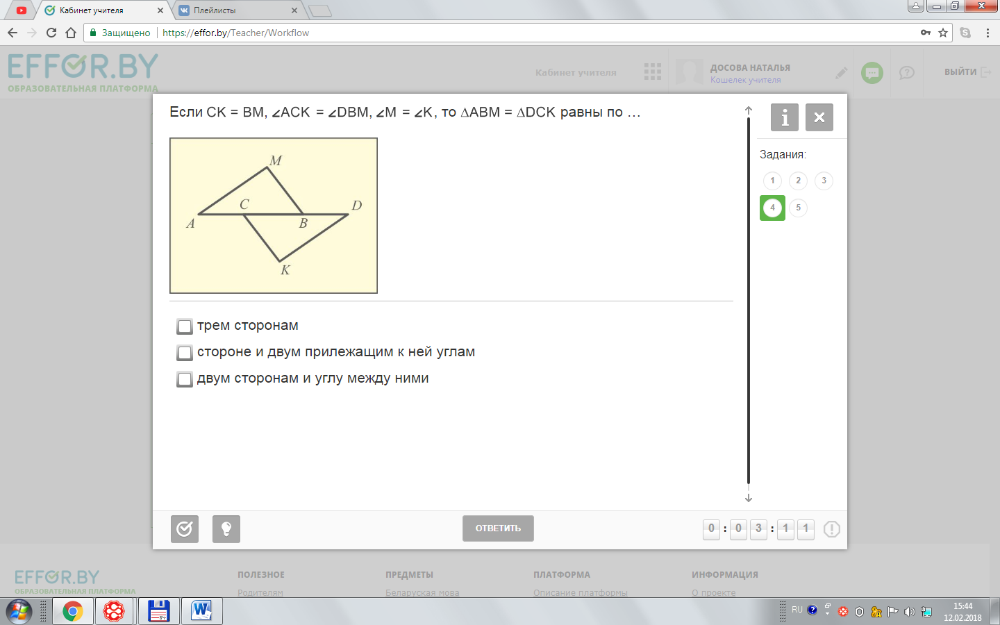 Кабинет учителя
Плейлисты
Защищено https://effor.by/Teacher/Workflow
EFFOR.BY
ОБРАЗОВАТЕЛЬНАЯ ПЛАТФОРМА
Кабинет учителя
ДОСОВА НАТАЛЬЯ
Кошелек учителя
ВЫЙТИ
Если CK = BM, ∠ACK = ∠DBM, ∠M = ∠K, то ∆ABM = ∆DCK равны по …
M
C
D
A
B
K
трем сторонам
стороне и двум прилежащим к ней углам
двум сторонам и углу между ними
Задания:
1 2 3
4 5
ОТВЕТИТЬ
0 : 0 3 : 1 1
EFFOR.BY
ОБРАЗОВАТЕЛЬНАЯ ПЛАТФОРМА
ПОЛЕЗНОЕ ПРЕДМЕТЫ ПЛАТФОРМА ИНФОРМАЦИЯ
Родителям Беларуская мова Описание платформы О проекте
RU
64
15:44
12.02.2018